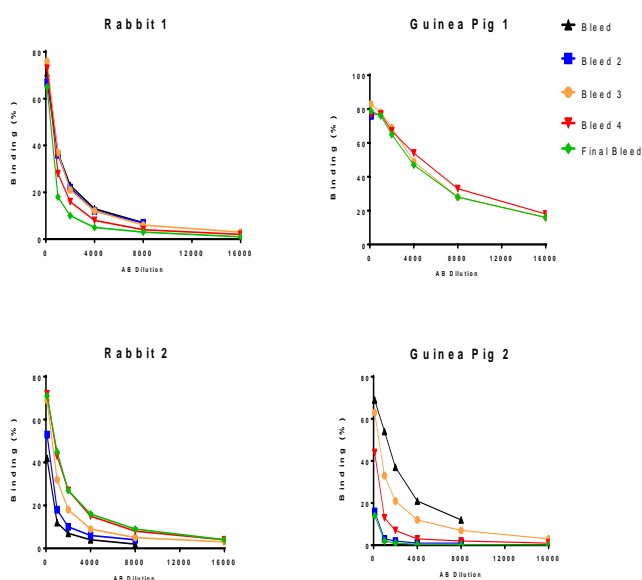 Rabbit 1
80
60
40
20
0
Binding (%)
0 4000 8000 12000 16000
AB Dilution
Guinea Pig 1
100
80
60
40
20
0
Binding (%)
0 4000 8000 12000 16000
AB Dilution
Bleed
Bleed 2
Bleed 3
Bleed 4
Final Bleed
Rabbit 2
80
60
40
20
0
Binding (%)
0 4000 8000 12000 16000
AB Dilution
Guinea Pig 2
80
60
40
20
0
Binding (%)
0 4000 8000 12000 16000
AB Dilution